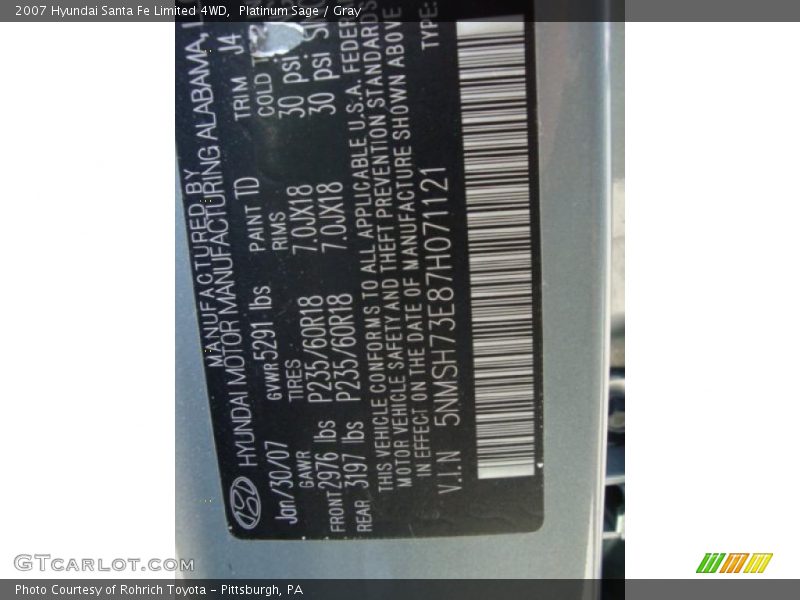 2007 Hyundai Santa Fe Limited 4WD,  Platinum Sage / Gray
MANUFACTURED BY
HYUNDAI MOTOR MANUFACTURING ALABAMA,
Jan/30/07 GVWR 5291 lbs PAINT TD TRIM J4
GAWR TIRES RIMS COLD
FRONT 2976 lbs P235/60R18 7.0JX18 30 psi
REAR 3197 lbs P235/60R18 7.0JX18 30 psi
THIS VEHICLE CONFORMS TO ALL APPLICABLE U.S.A. FEDER
MOTOR VEHICLE SAFETY AND THEFT PREVENTION STANDARDS
IN EFFECT ON THE DATE OF MANUFACTURE SHOWN ABOVE
V.I.N 5NMSH73E87H071121 TYPE:
GTCARLOT.COM
Photo Courtesy of Rohrich Toyota - Pittsburgh, PA